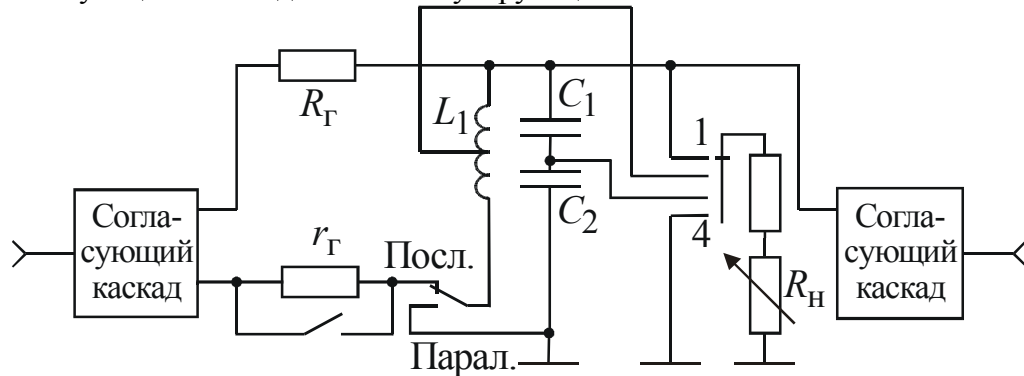 R_Г
L_1
C_1
1
C_2
4
Согла-
сующий
каскад
r_Г
Посл.
Парал.
R_Н
Согла-
сующий
каскад